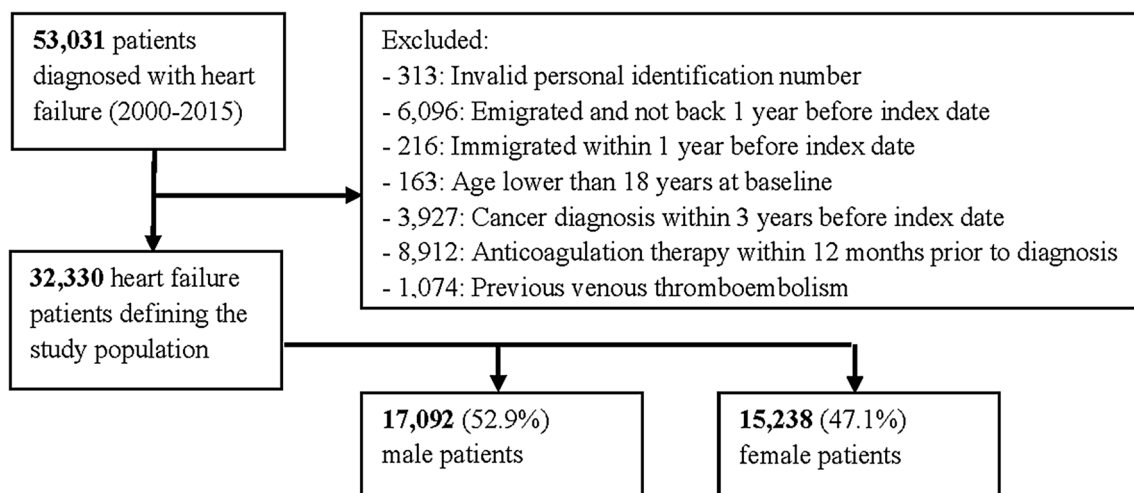 53,031 patients
diagnosed with heart
failure (2000-2015)
Excluded:
- 313: Invalid personal identification number
- 6,096: Emigrated and not back 1 year before index date
- 216: Immigrated within 1 year before index date
- 163: Age lower than 18 years at baseline
- 3,927: Cancer diagnosis within 3 years before index date
- 8,912: Anticoagulation therapy within 12 months prior to diagnosis
- 1,074: Previous venous thromboembolism
32,330 heart failure
patients defining the
study population
17,092 (52.9%)
male patients
15,238 (47.1%)
female patients